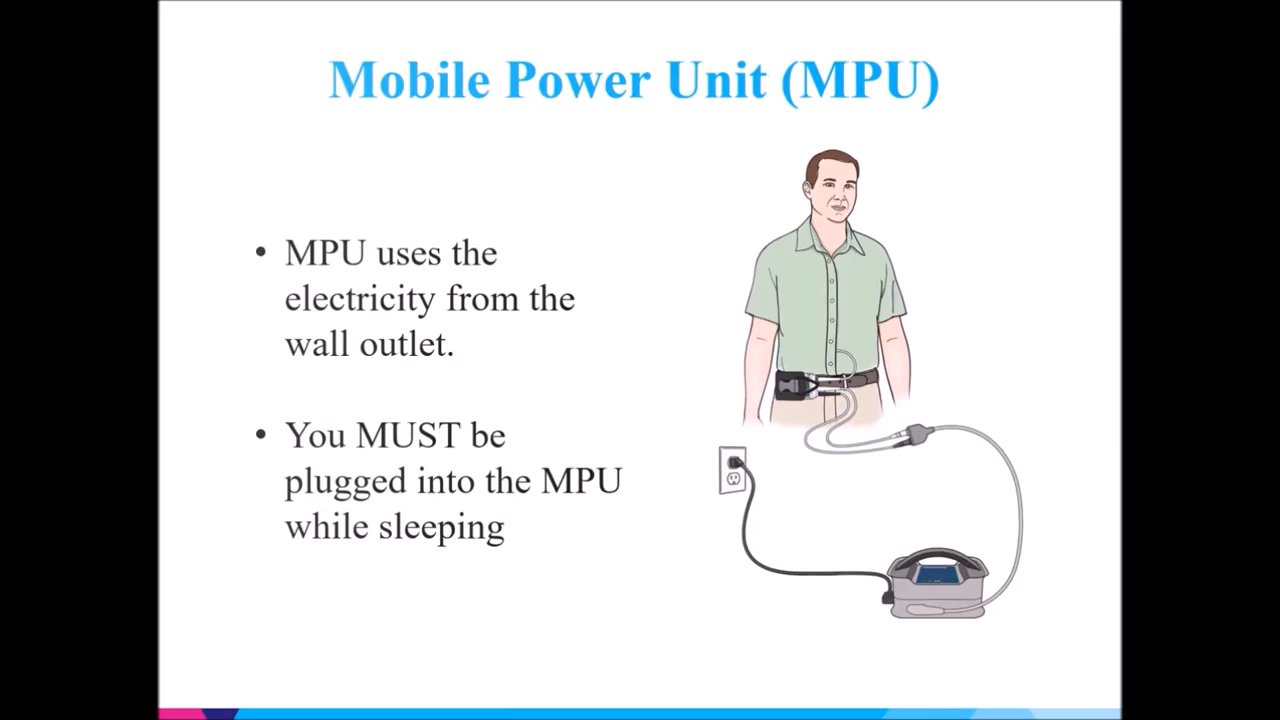 Mobile Power Unit (MPU)
• MPU uses the
electricity from the
wall outlet.
• You MUST be
plugged into the MPU
while sleeping